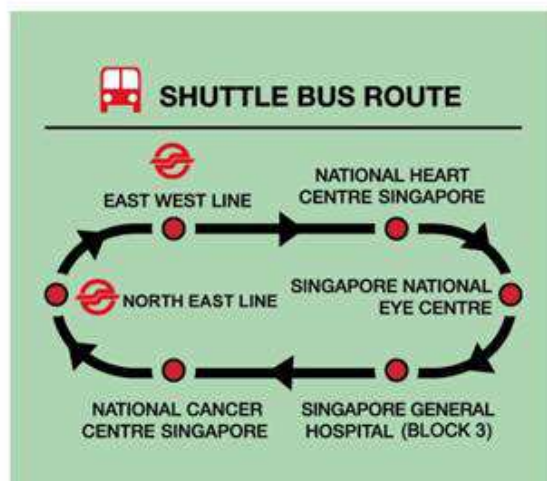 SHUTTLE BUS ROUTE
EAST WEST LINE
NATIONAL HEART
CENTRE SINGAPORE
NORTH EAST LINE
SINGAPORE NATIONAL
EYE CENTRE
NATIONAL CANCER
CENTRE SINGAPORE
SINGAPORE GENERAL
HOSPITAL (BLOCK 3)